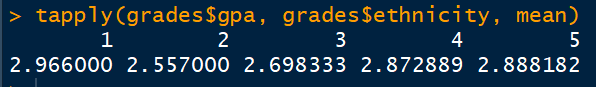 > tapply(grades$gpa, grades$ethnicity, mean)
1 2 3 4 5
2.966000 2.557000 2.698333 2.872889 2.888182